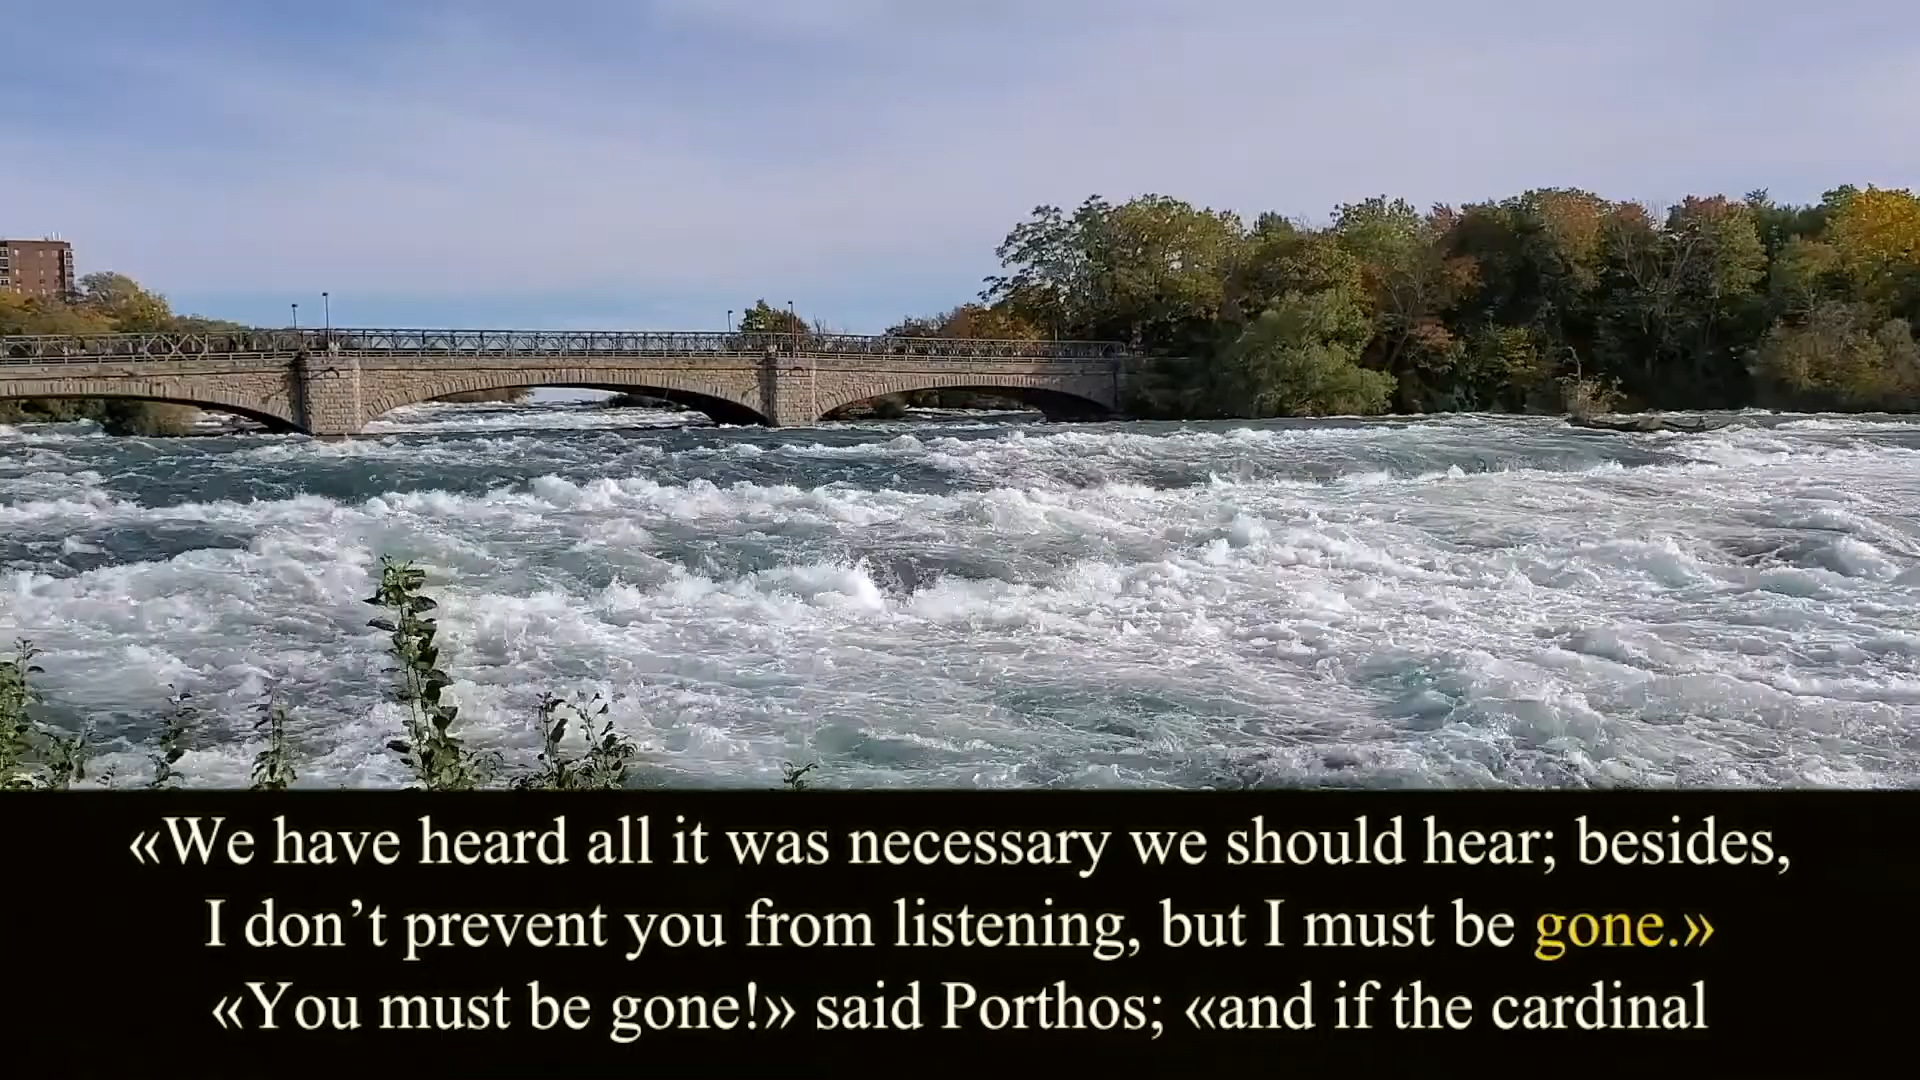 «We have heard all it was necessary we should hear; besides,
I don’t prevent you from listening, but I must be gone.»
«You must be gone!» said Porthos; «and if the cardinal